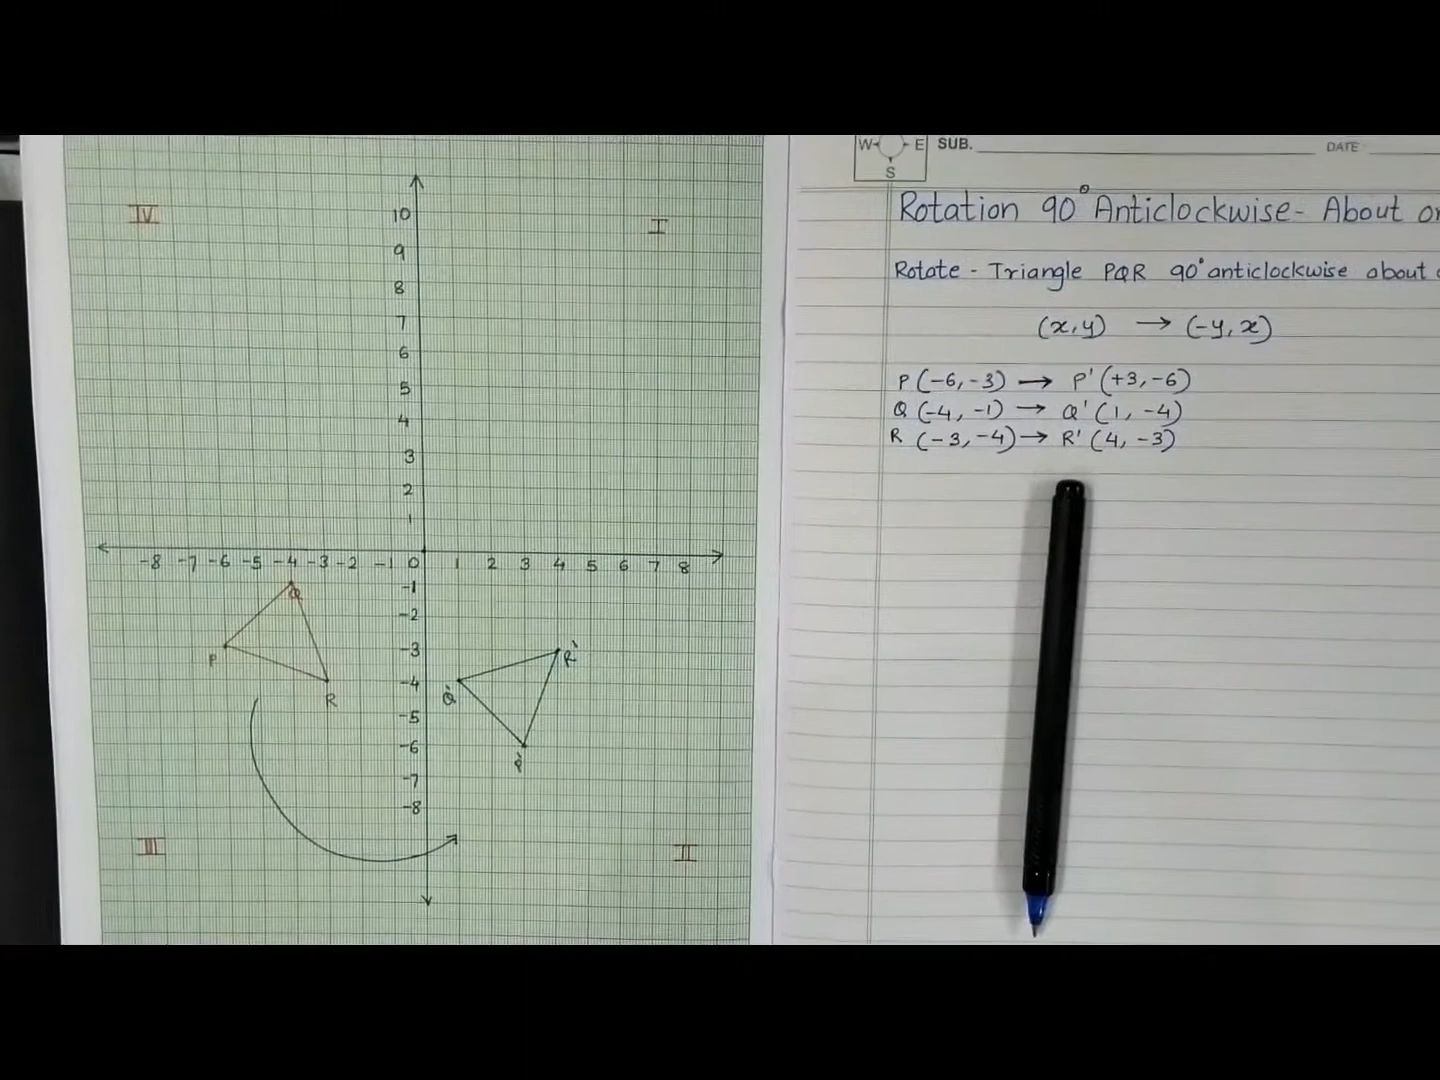 W E SUB. DATE
S
Rotation 90° Anticlockwise - About
Rotate - Triangle PQR 90° anticlockwise about
(x,y) → (-y,x)
P (-6,-3) → P' (+3,-6)
Q (-4, -1) → Q' (1, -4)
R (-3,-4) → R' (4, -3)
IV
I
10
9
8
7
6
5
4
3
2
1
-8 -7 -6 -5 -4 -3 -2 -1 0 1 2 3 4 5 6 7 8
-1
Q
-2
-3
R'
P
-4
Q'
R
-5
-6
P'
-7
-8
III
II